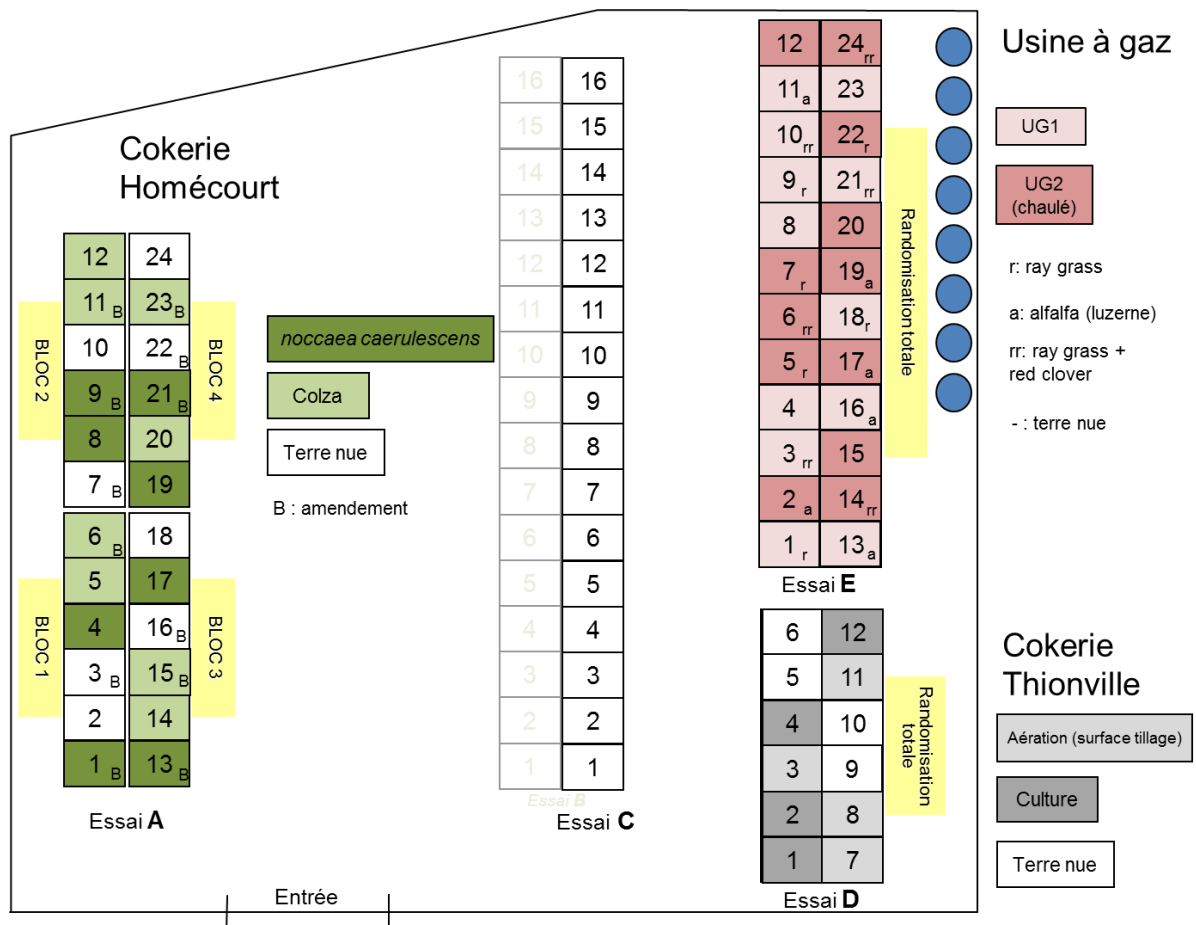 Cokerie
Homécourt
12 24
11 B 23 B
10 22 B
9 B 21 B
8 20
7 B 19
6 B 18
5 17
4 16 B
3 B 15 B
2 14
1 B 13 B
BLOC 2
BLOC 4
BLOC 1
BLOC 3
Essai A
noccaea caerulescens
Colza
Terre nue
B : amendement
16 16
15 15
14 14
13 13
12 12
11 11
10 10
9 9
8 8
7 7
6 6
5 5
4 4
3 3
2 2
1 1
Essai B
Essai C
12 24 rr
11 a 23
10 rr 22 r
9 r 21 rr
8 20
7 r 19 a
6 rr 18 r
5 r 17 a
4 16 a
3 rr 15
2 a 14 rr
1 r 13 a
Randomisation totale
Essai E
6 12
5 11
4 10
3 9
2 8
1 7
Randomisation
totale
Essai D
Usine à gaz
UG1
UG2
(chaulé)
r: ray grass
a: alfalfa (luzerne)
rr: ray grass +
red clover
- : terre nue
Cokerie
Thionville
Aération (surface tillage)
Culture
Terre nue
Entrée